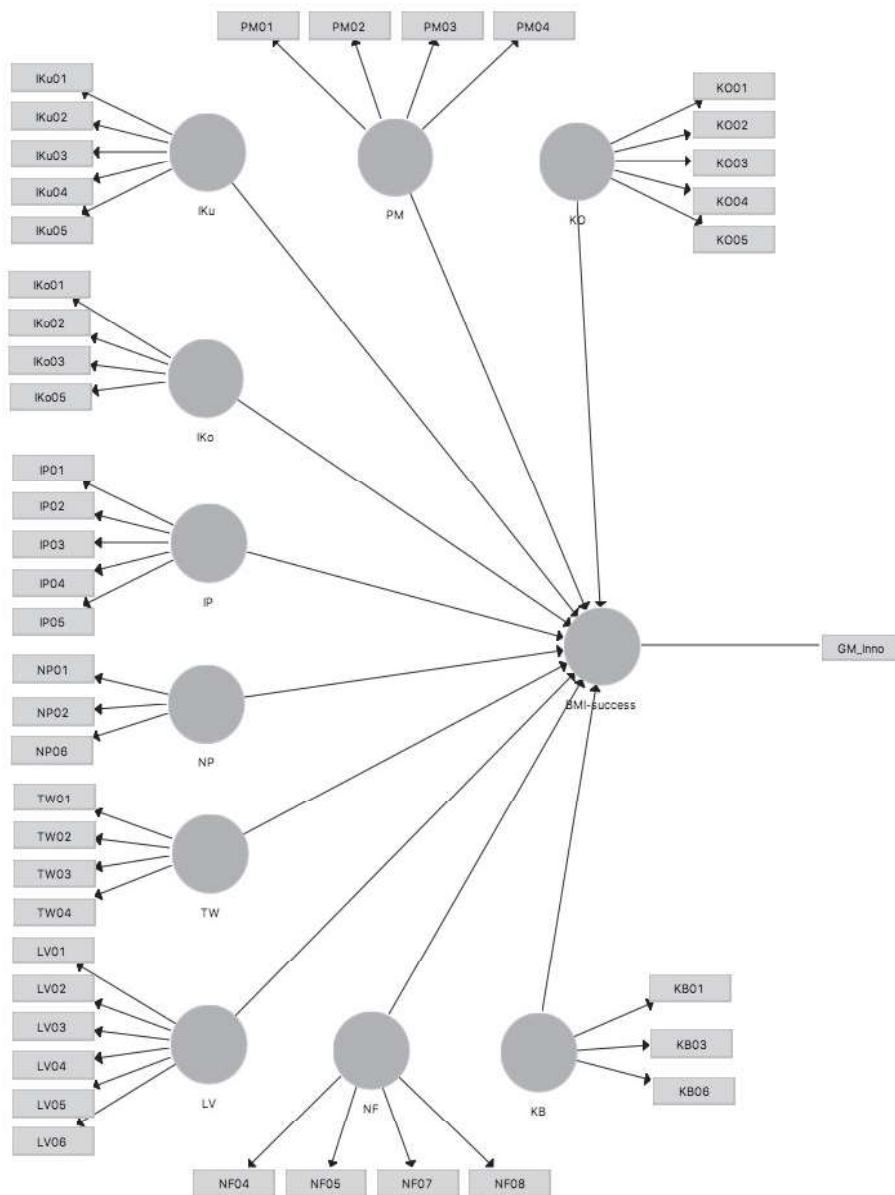 PM01
PM02
PM03
PM04
IKu01
IKu02
IKu03
IKu04
IKu05
IKu
PM
KO01
KO02
KO03
KO04
KO05
KO
IKo01
IKo02
IKo03
IKo05
IKo
IP01
IP02
IP03
IP04
IP05
IP
NP01
NP02
NP06
NP
BMI-success
GM_Inno
TW01
TW02
TW03
TW04
TW
LV01
LV02
LV03
LV04
LV05
LV06
LV
NF
NF04
NF05
NF07
NF08
KB
KB01
KB03
KB06